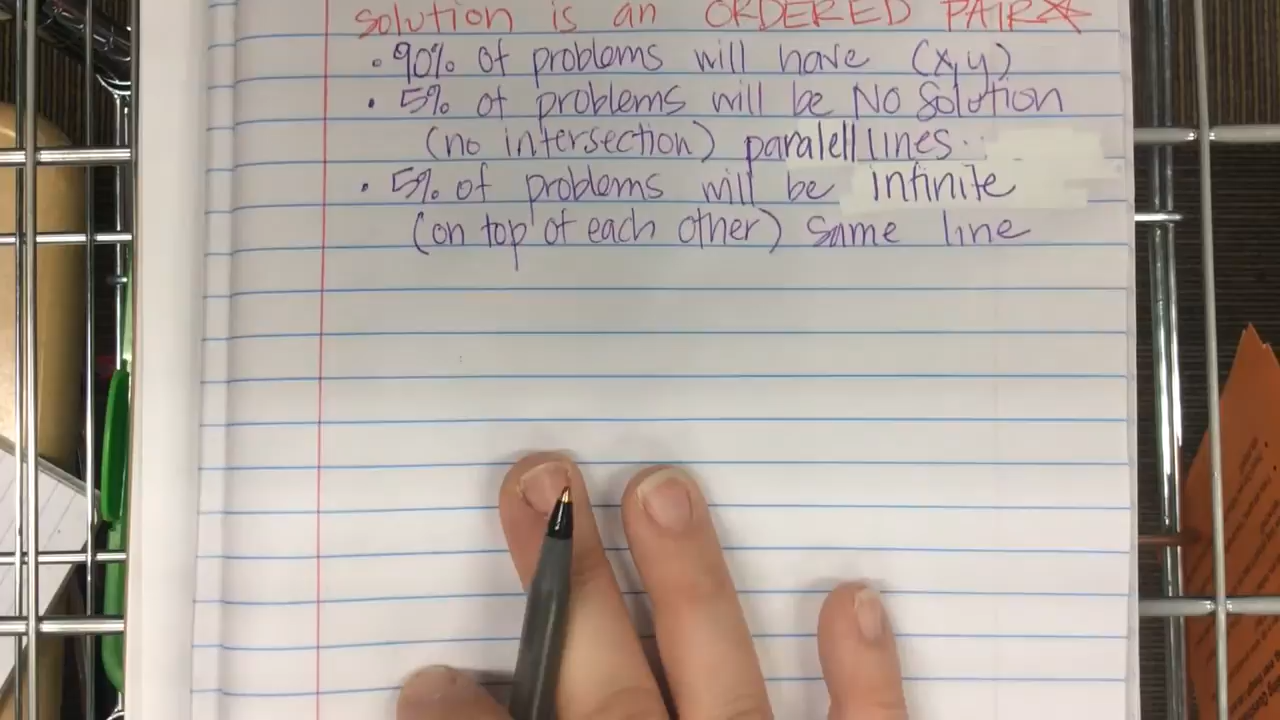 solution is an ORDERED PAIR☆
• 90% of problems will have (x,y)
• 5% of problems will be NO Solution
(no intersection) paralell lines.
• 5% of problems will be infinite
(on top of each other) same line